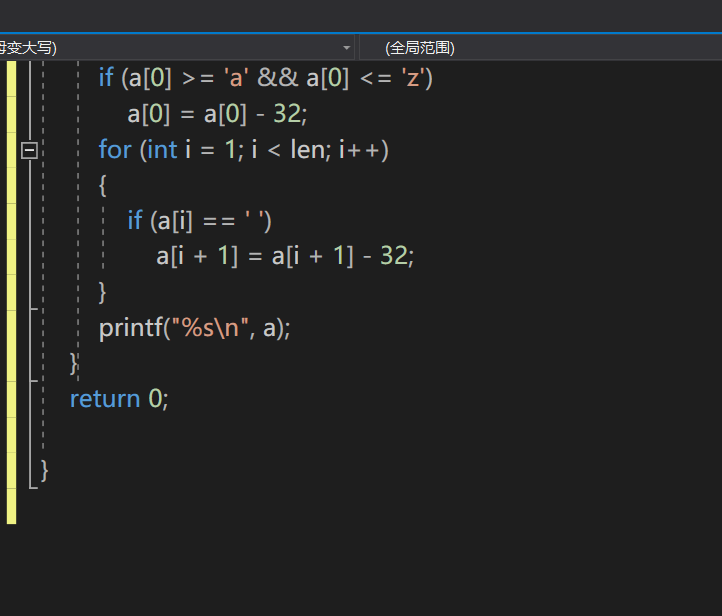 母变大写)
(全局范围)
if (a[0] >= 'a' && a[0] <= 'z')
a[0] = a[0] - 32;
for (int i = 1; i < len; i++)
{
if (a[i] == ' ')
a[i + 1] = a[i + 1] - 32;
}
printf("%s\n", a);
}
return 0;
}